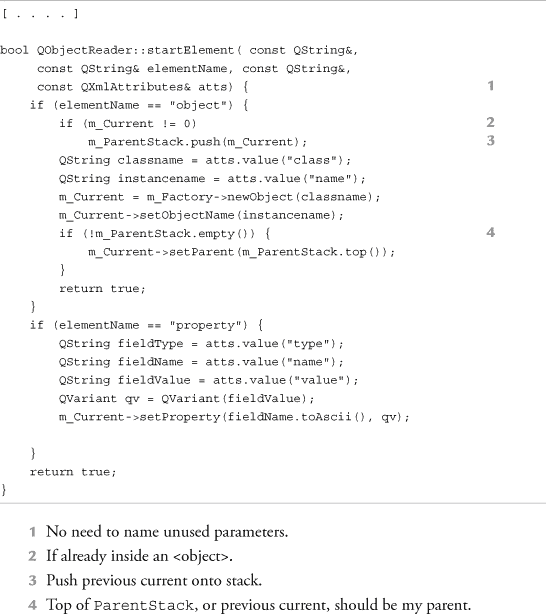 [ . . . . ]
bool QObjectReader::startElement( const QString&,
     const QString& elementName, const QString&,
     const QXmlAttributes& atts) { 1
    if (elementName == "object") {
        if (m_Current != 0) 2
            m_ParentStack.push(m_Current); 3
        QString classname = atts.value("class");
        QString instancename = atts.value("name");
        m_Current = m_Factory->newObject(classname);
        m_Current->setObjectName(instancename);
        if (!m_ParentStack.empty()) { 4
            m_Current->setParent(m_ParentStack.top());
        }
        return true;
    }
    if (elementName == "property") {
        QString fieldType = atts.value("type");
        QString fieldName = atts.value("name");
        QString fieldValue = atts.value("value");
        QVariant qv = QVariant(fieldValue);
        m_Current->setProperty(fieldName.toAscii(), qv);
    }
    return true;
}
1 No need to name unused parameters.
2 If already inside an <object>.
3 Push previous current onto stack.
4 Top of ParentStack, or previous current, should be my parent.